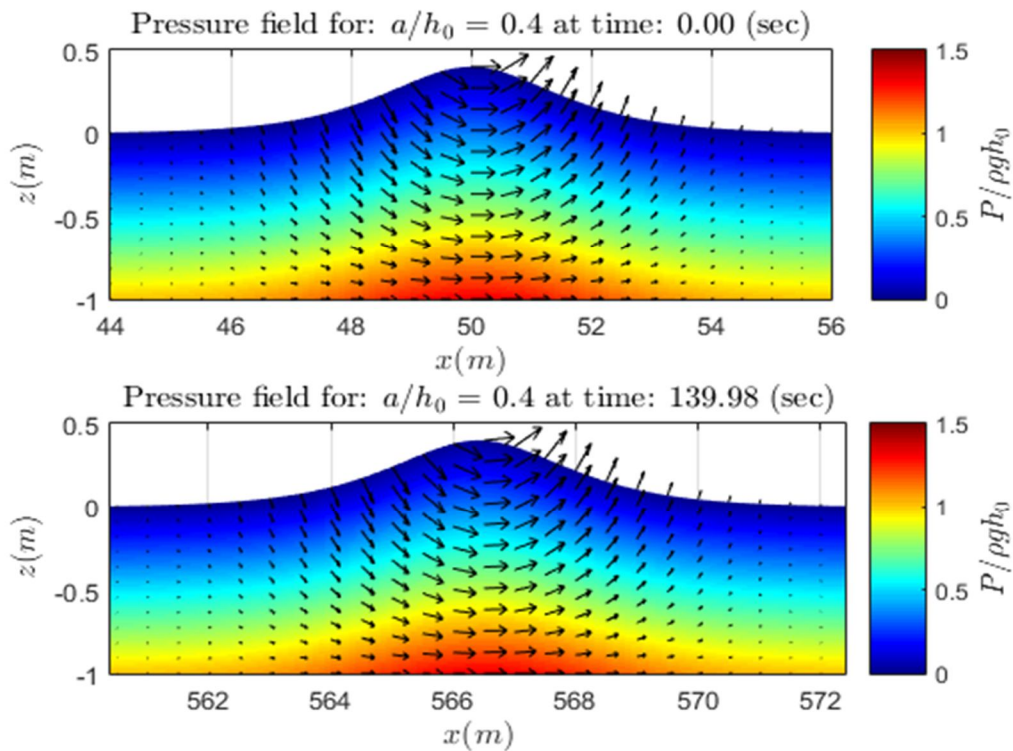 Pressure field for: a/h₀ = 0.4 at time: 0.00 (sec)
0.5
0
-0.5
-1
z(m)
44 46 48 50 52 54 56
x(m)
1.5
1
0.5
0
P/ρgh₀
Pressure field for: a/h₀ = 0.4 at time: 139.98 (sec)
0.5
0
-0.5
-1
z(m)
562 564 566 568 570 572
x(m)
1.5
1
0.5
0
P/ρgh₀